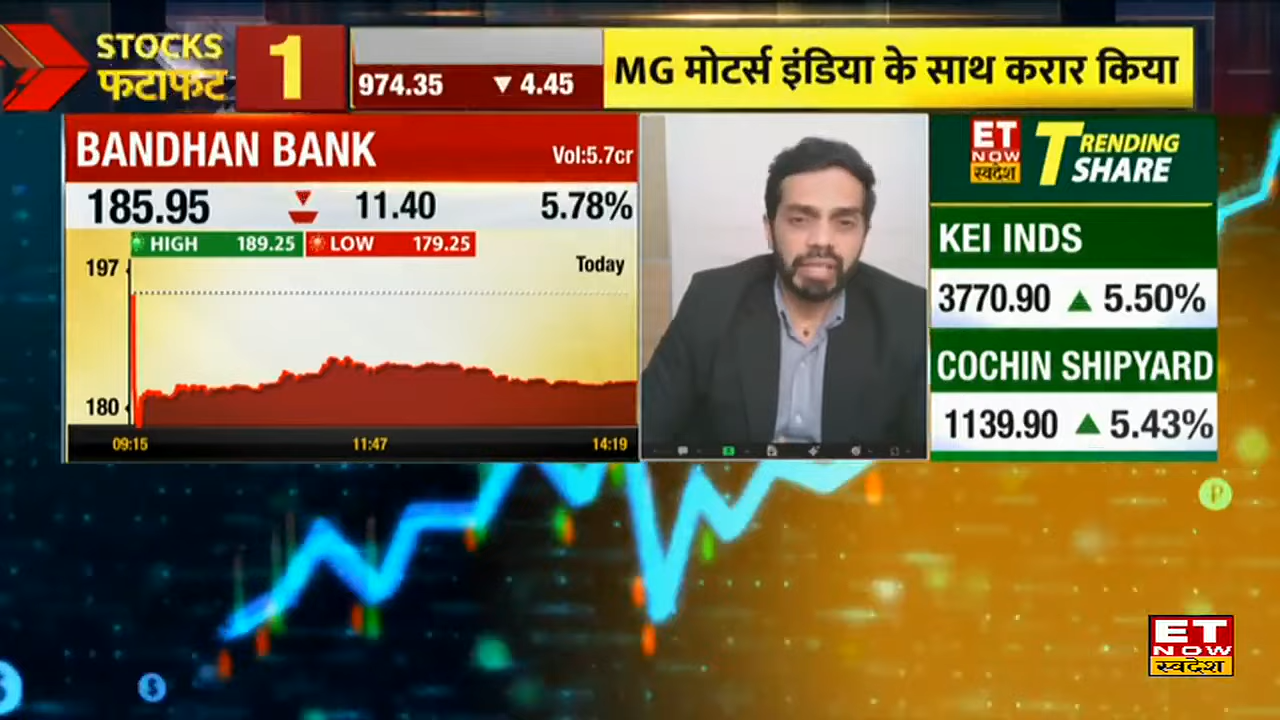 STOCKS
फटाफट
1
974.35 ▼ 4.45
MG मोटर्स इंडिया के साथ करार किया
BANDHAN BANK
Vol:5.7cr
185.95 11.40 5.78%
HIGH 189.25 LOW 179.25
197
Today
180
09:15 11:47 14:19
ET
NOW
स्वदेश
TRENDING
SHARE
KEI INDS
3770.90 ▲ 5.50%
COCHIN SHIPYARD
1139.90 ▲ 5.43%
P
$
$
ET
NOW
स्वदेश